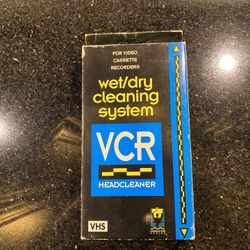 FOR VIDEO
CASSETTE
RECORDERS
wet/dry
cleaning
system
VCR
HEADCLEANER
VHS